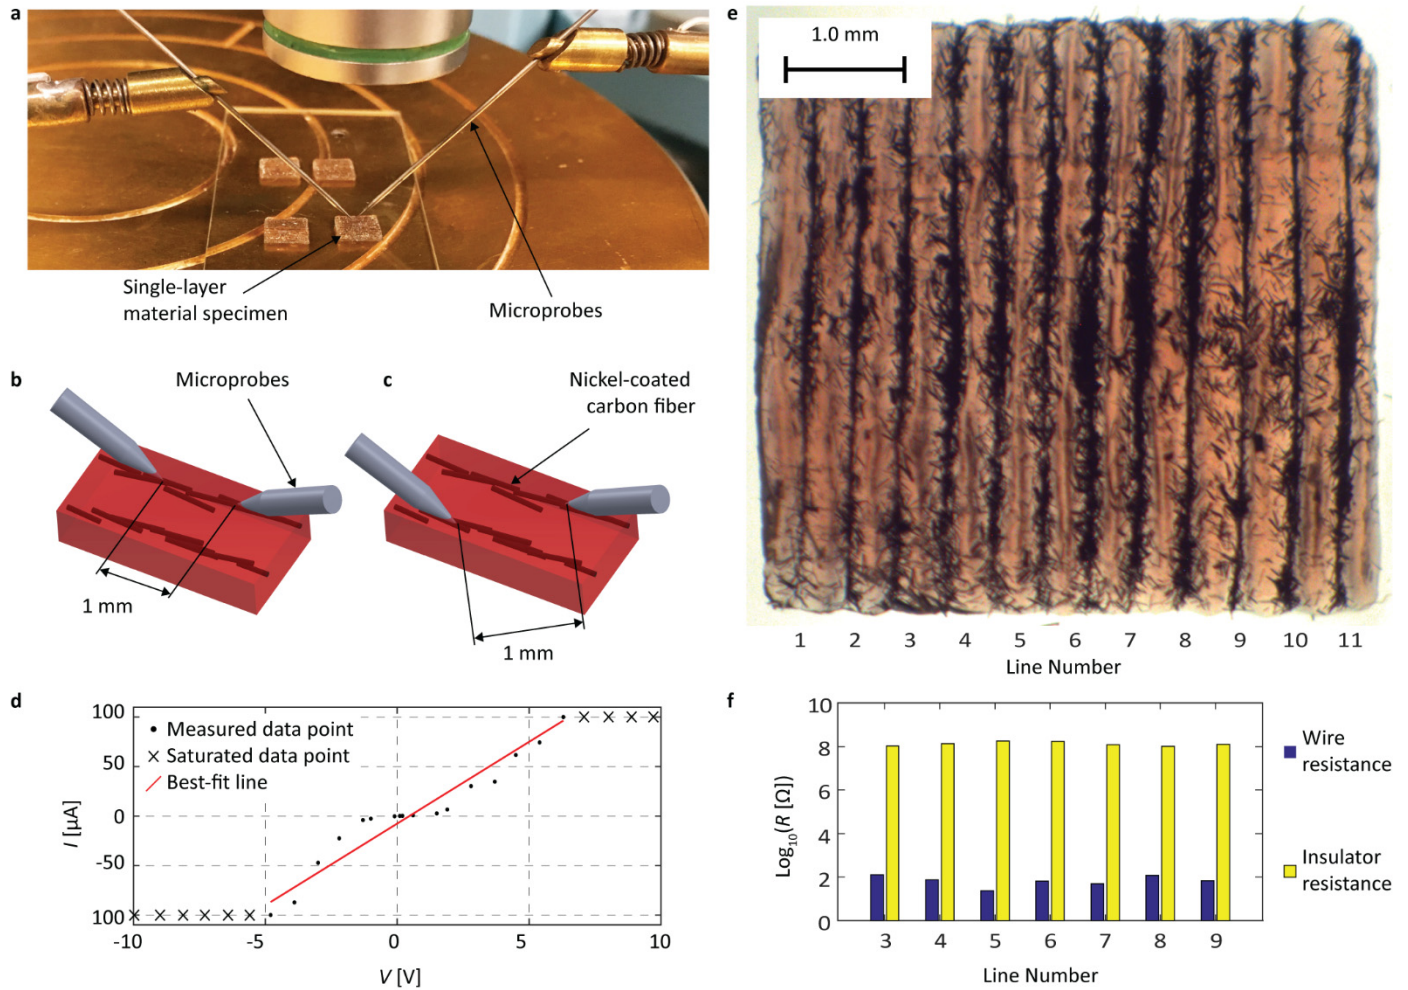 a
Single-layer
material specimen
Microprobes
b
Microprobes
1 mm
c
Nickel-coated
carbon fiber
1 mm
d
100
50
0
-50
100
Measured data point
Saturated data point
Best-fit line
I [µA]
-10
-5
0
5
10
V [V]
e
1.0 mm
1 2 3 4 5 6 7 8 9 10 11
Line Number
f
10
8
6
4
2
0
Log10(R [Ω])
3 4 5 6 7 8 9
Line Number
Wire
resistance
Insulator
resistance